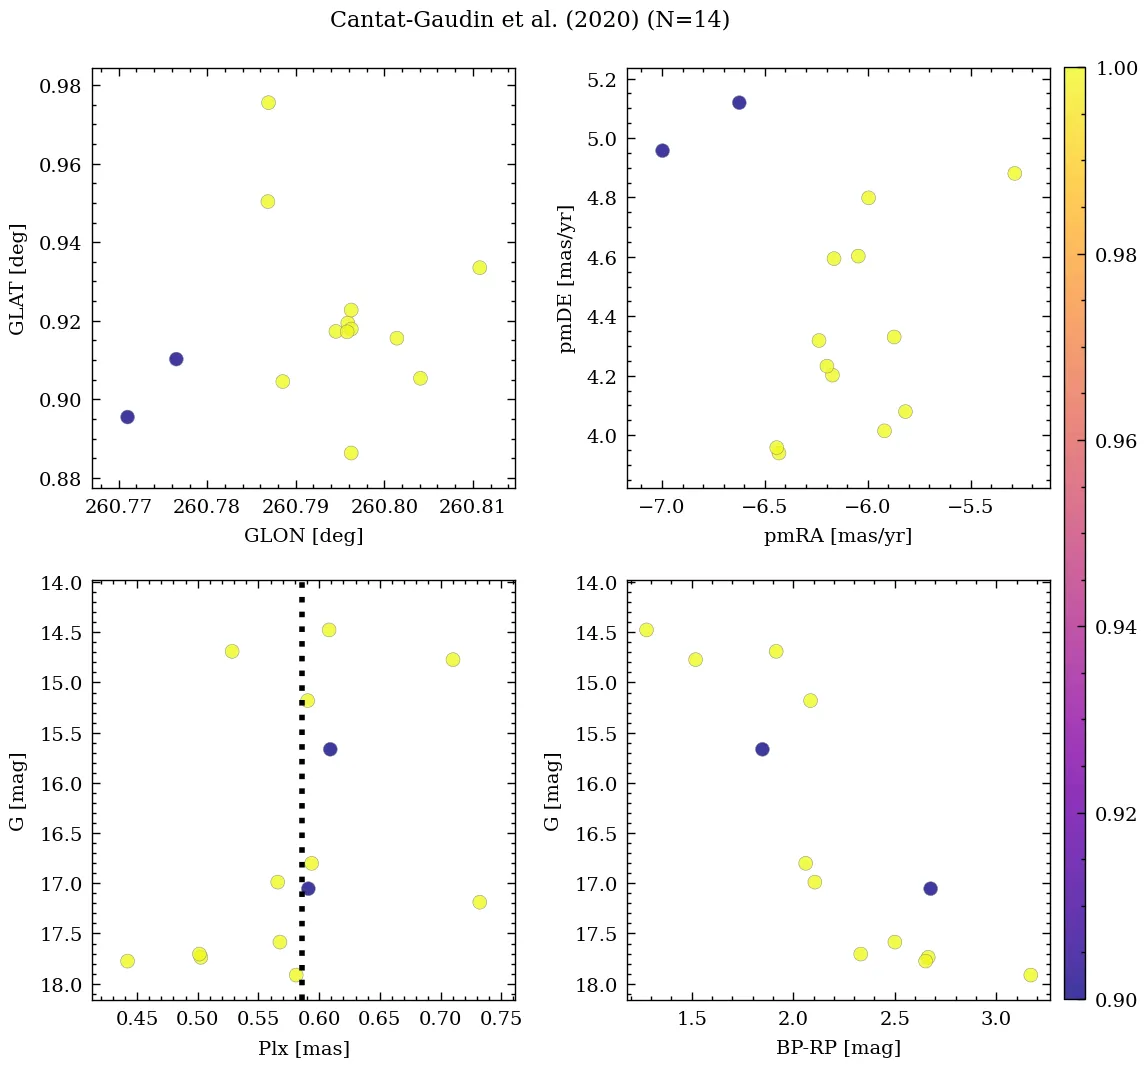 Cantat-Gaudin et al. (2020) (N=14)
0.98
0.96
0.94
0.92
0.90
0.88
GLAT [deg]
260.77 260.78 260.79 260.80 260.81
GLON [deg]
5.2
5.0
4.8
4.6
4.4
4.2
4.0
pmDE [mas/yr]
−7.0 −6.5 −6.0 −5.5
pmRA [mas/yr]
14.0
14.5
15.0
15.5
16.0
16.5
17.0
17.5
18.0
G [mag]
0.45 0.50 0.55 0.60 0.65 0.70 0.75
Plx [mas]
14.0
14.5
15.0
15.5
16.0
16.5
17.0
17.5
18.0
G [mag]
1.5 2.0 2.5 3.0
BP-RP [mag]
1.00
0.98
0.96
0.94
0.92
0.90